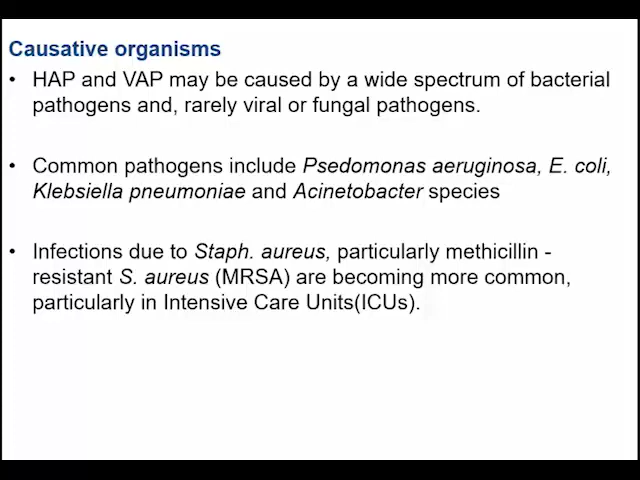 Causative organisms
• HAP and VAP may be caused by a wide spectrum of bacterial
pathogens and, rarely viral or fungal pathogens.
• Common pathogens include Psedomonas aeruginosa, E. coli,
Klebsiella pneumoniae and Acinetobacter species
• Infections due to Staph. aureus, particularly methicillin -
resistant S. aureus (MRSA) are becoming more common,
particularly in Intensive Care Units(ICUs).